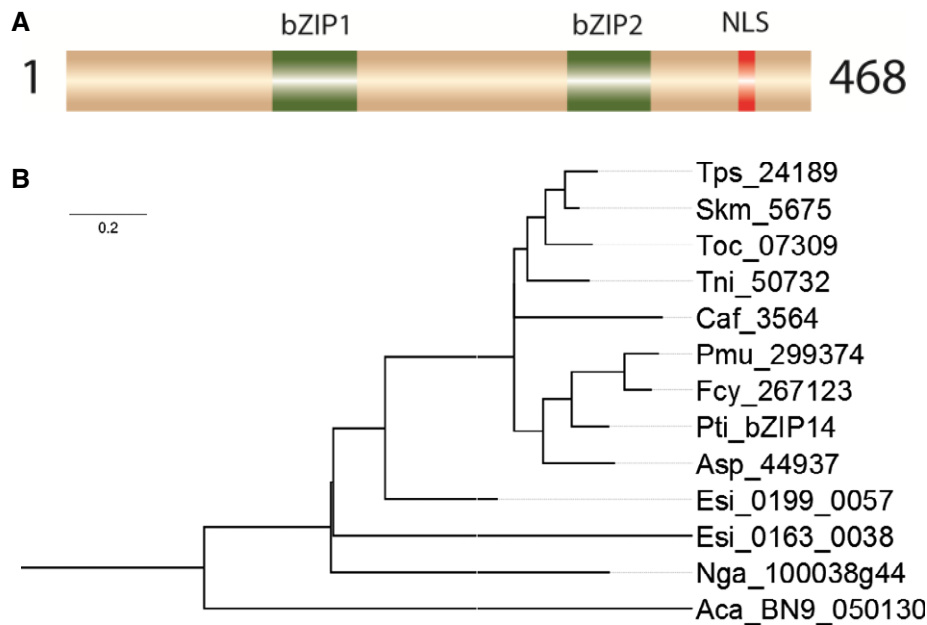 A
bZIP1 bZIP2 NLS
1 468
B
0.2
Tps_24189
Skm_5675
Toc_07309
Tni_50732
Caf_3564
Pmu_299374
Fcy_267123
Pti_bZIP14
Asp_44937
Esi_0199_0057
Esi_0163_0038
Nga_100038g44
Aca_BN9_050130